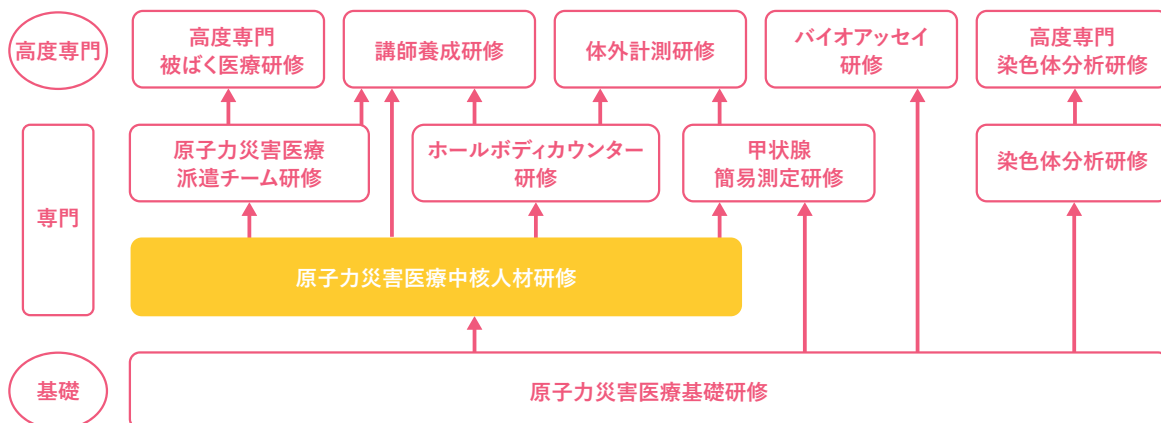 高度専門
高度専門
被ばく医療研修
講師養成研修
体外計測研修
バイオアッセイ
研修
高度専門
染色体分析研修
専門
原子力災害医療
派遣チーム研修
ホールボディカウンター
研修
甲状腺
簡易測定研修
染色体分析研修
原子力災害医療中核人材研修
基礎
原子力災害医療基礎研修